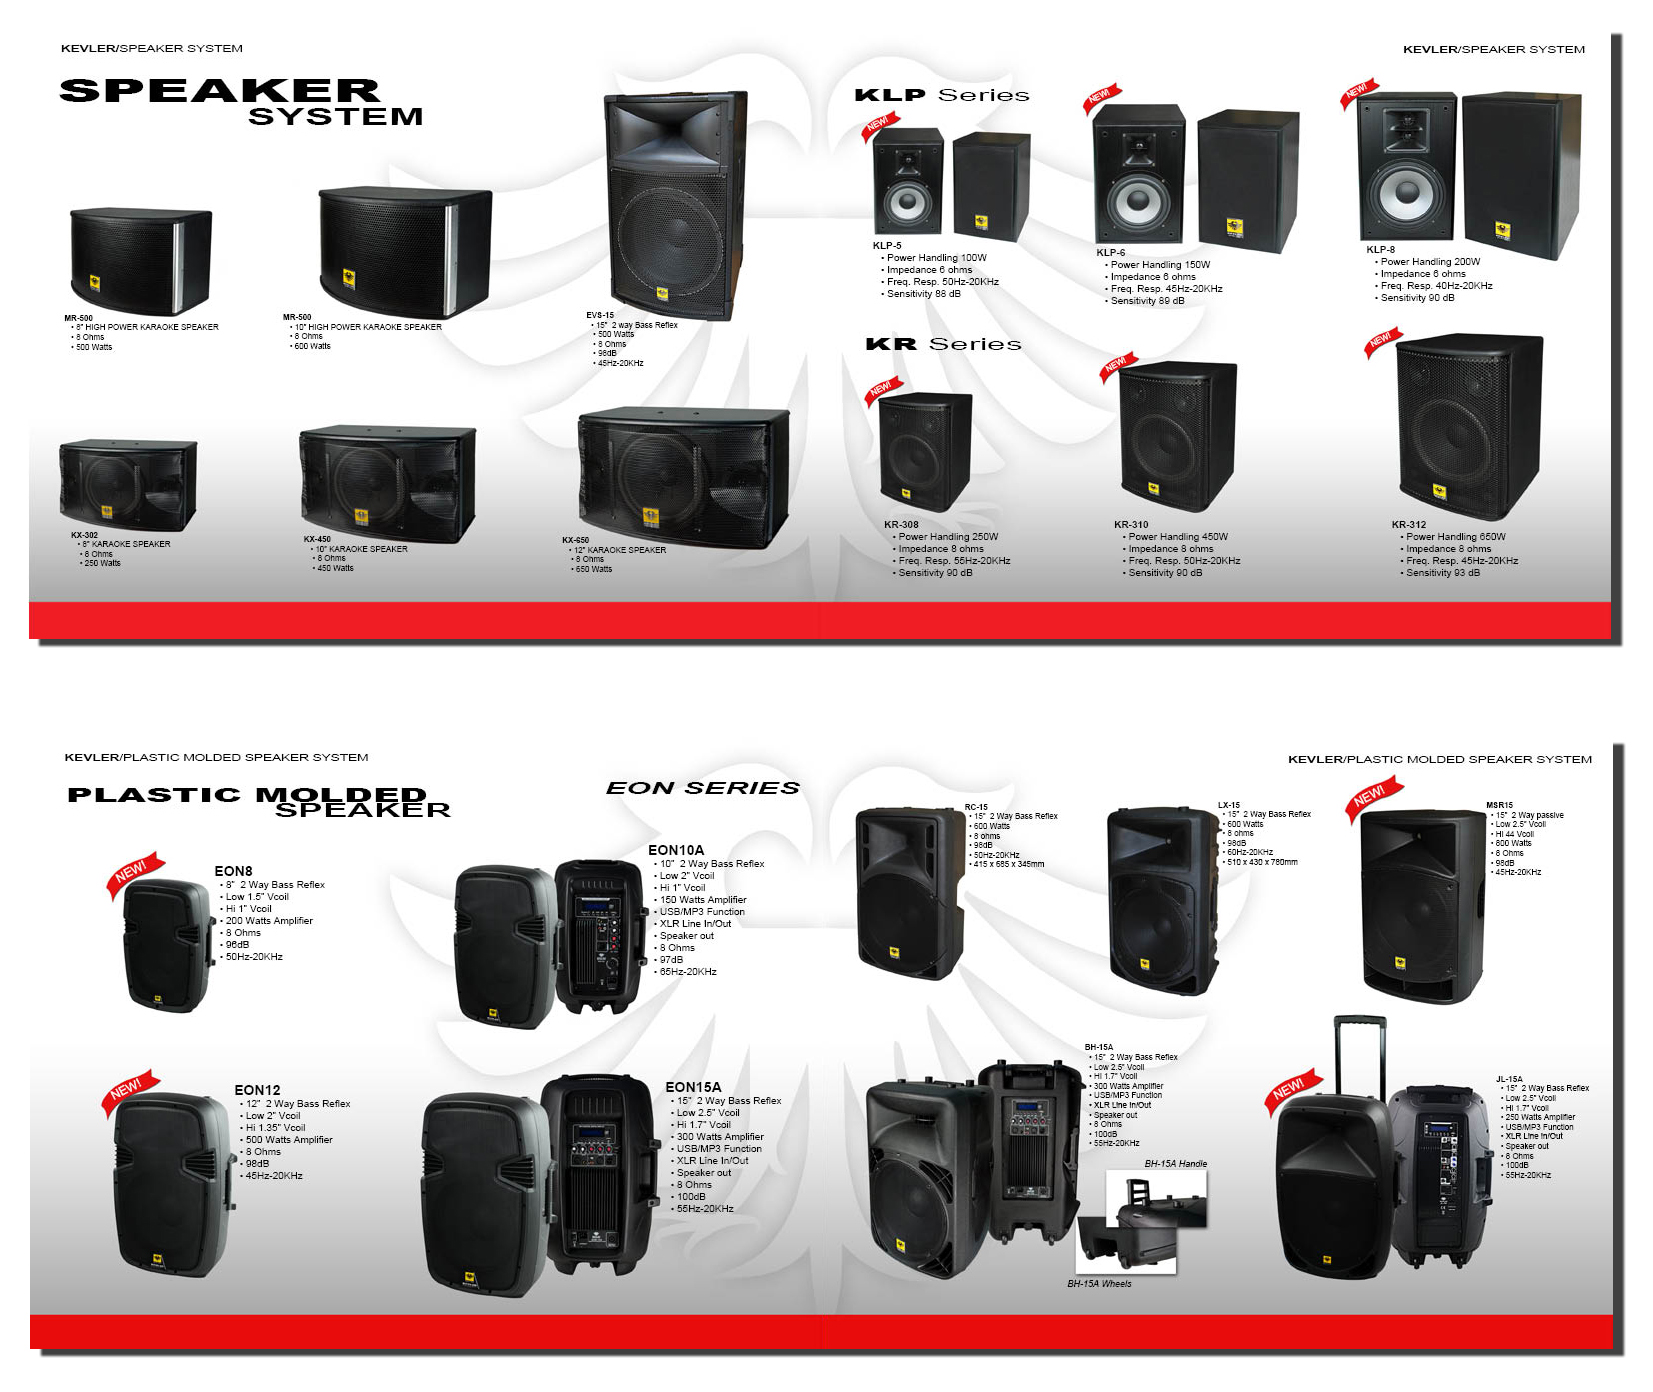 KEVLER/SPEAKER SYSTEM
SPEAKER
SYSTEM
MR-500
• 8" HIGH POWER KARAOKE SPEAKER
• 8 Ohms
• 500 Watts
MR-500
• 10" HIGH POWER KARAOKE SPEAKER
• 8 Ohms
• 600 Watts
EVS-15
• 15" 2 way Bass Reflex
• 500 Watts
• 8 Ohms
• 98dB
• 45Hz-20KHz
KX-302
• 8" KARAOKE SPEAKER
• 8 Ohms
• 250 Watts
KX-450
• 10" KARAOKE SPEAKER
• 8 Ohms
• 450 Watts
KX-650
• 12" KARAOKE SPEAKER
• 8 Ohms
• 650 Watts
KEVLER/SPEAKER SYSTEM
KLP Series
NEW!
KLP-5
• Power Handling 100W
• Impedance 6 ohms
• Freq. Resp. 50Hz-20KHz
• Sensitivity 88 dB
NEW!
KLP-6
• Power Handling 150W
• Impedance 6 ohms
• Freq. Resp. 45Hz-20KHz
• Sensitivity 89 dB
NEW!
KLP-8
• Power Handling 200W
• Impedance 6 ohms
• Freq. Resp. 40Hz-20KHz
• Sensitivity 90 dB
KR Series
NEW!
KR-308
• Power Handling 250W
• Impedance 8 ohms
• Freq. Resp. 55Hz-20KHz
• Sensitivity 90 dB
NEW!
KR-310
• Power Handling 450W
• Impedance 8 ohms
• Freq. Resp. 50Hz-20KHz
• Sensitivity 90 dB
NEW!
KR-312
• Power Handling 650W
• Impedance 8 ohms
• Freq. Resp. 45Hz-20KHz
• Sensitivity 93 dB
KEVLER/PLASTIC MOLDED SPEAKER SYSTEM
PLASTIC MOLDED
SPEAKER
EON SERIES
NEW!
EON8
• 8" 2 Way Bass Reflex
• Low 1.5" Vcoil
• Hi 1" Vcoil
• 200 Watts Amplifier
• 8 Ohms
• 96dB
• 50Hz-20KHz
EON10A
• 10" 2 Way Bass Reflex
• Low 2" Vcoil
• Hi 1" Vcoil
• 150 Watts Amplifier
• USB/MP3 Function
• XLR Line In/Out
• Speaker out
• 8 Ohms
• 97dB
• 65Hz-20KHz
NEW!
EON12
• 12" 2 Way Bass Reflex
• Low 2" Vcoil
• Hi 1.35" Vcoil
• 500 Watts Amplifier
• 8 Ohms
• 98dB
• 45Hz-20KHz
EON15A
• 15" 2 Way Bass Reflex
• Low 2.5" Vcoil
• Hi 1.7" Vcoil
• 300 Watts Amplifier
• USB/MP3 Function
• XLR Line In/Out
• Speaker out
• 8 Ohms
• 100dB
• 55Hz-20KHz
KEVLER/PLASTIC MOLDED SPEAKER SYSTEM
RC-15
• 15" 2 Way Bass Reflex
• 600 Watts
• 8 ohms
• 98dB
• 50Hz-20KHz
• 415 x 685 x 345mm
LX-15
• 15" 2 Way Bass Reflex
• 600 Watts
• 8 ohms
• 98dB
• 60Hz-20KHz
• 510 x 430 x 780mm
NEW!
MSR15
• 15" 2 Way passive
• Low 2.5" Vcoil
• Hi 44 Vcoil
• 800 Watts
• 8 Ohms
• 98dB
• 45Hz-20KHz
BH-15A
• 15" 2 Way Bass Reflex
• Low 2.5" Vcoil
• Hi 1.7" Vcoil
• 300 Watts Amplifier
• USB/MP3 Function
• XLR Line In/Out
• Speaker out
• 8 Ohms
• 100dB
• 55Hz-20KHz
BH-15A Handle
BH-15A Wheels
NEW!
JL-15A
• 15" 2 Way Bass Reflex
• Low 2.5" Vcoil
• Hi 1.7" Vcoil
• 250 Watts Amplifier
• USB/MP3 Function
• XLR Line In/Out
• Speaker out
• 8 Ohms
• 100dB
• 55Hz-20KHz